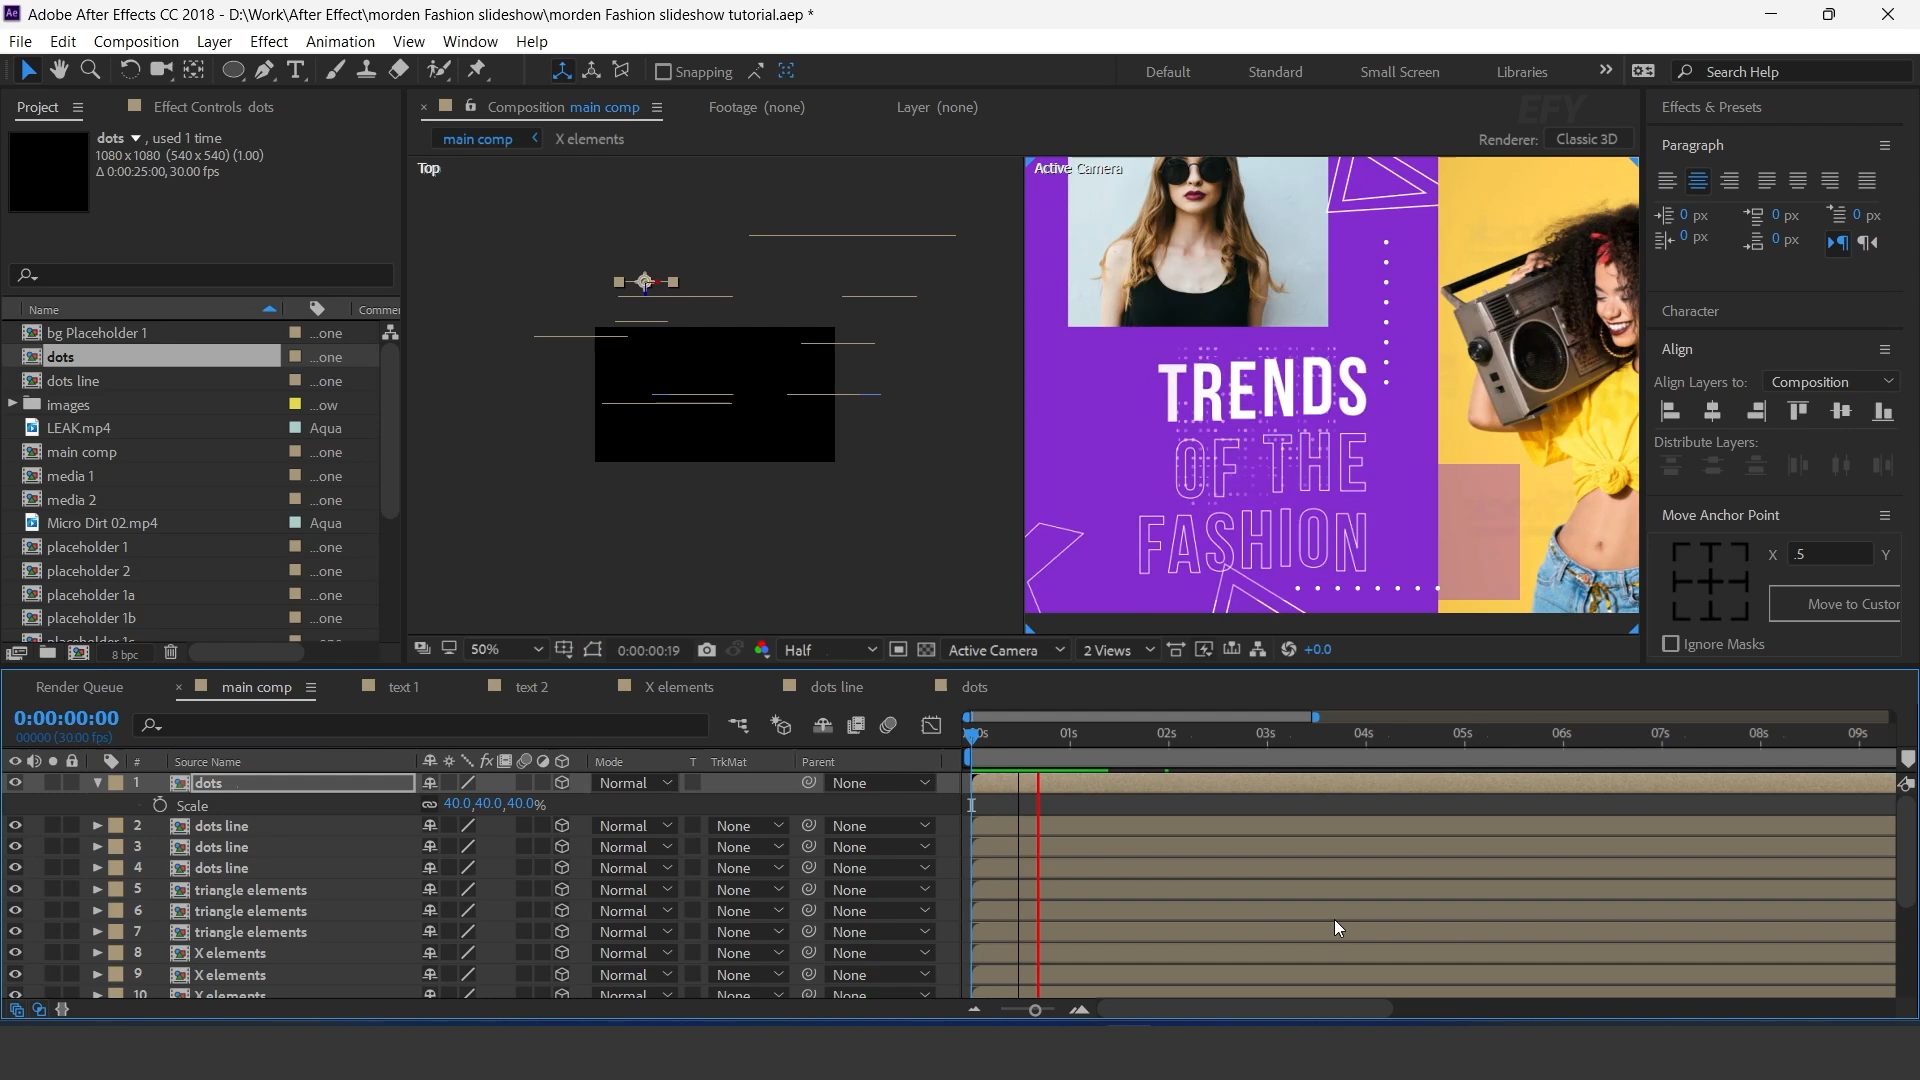 Adobe After Effects CC 2018 - D:\Work\After Effect\morden Fashion slideshow\morden Fashion slideshow tutorial.aep *
File Edit Composition Layer Effect Animation View Window Help
Snapping Default Standard Small Screen Libraries Search Help
Project Effect Controls dots Composition main comp Footage (none) Layer (none) EFY Effects & Presets
dots , used 1 time
1080 x 1080 (540 x 540) (1.00)
Δ 0:00:25:00, 30.00 fps
main comp X elements Renderer: Classic 3D
Top
Active Camera
TRENDS
OF THE
FASHION
Paragraph
0 px 0 px 0 px
0 px 0 px
Character
Align
Align Layers to: Composition
Distribute Layers:
Move Anchor Point
X .5 Y
Move to Custor
Ignore Masks
Name Commer
bg Placeholder 1 ...one
dots ...one
dots line ...one
images ...ow
LEAK.mp4 Aqua
main comp ...one
media 1 ...one
media 2 ...one
Micro Dirt 02.mp4 Aqua
placeholder 1 ...one
placeholder 2 ...one
placeholder 1a ...one
placeholder 1b ...one
placeholder 1c ...one
8 bpc
50% 0:00:00:19 Half Active Camera 2 Views +0.0
Render Queue main comp text 1 text 2 X elements dots line dots
0:00:00:00
00000 (30.00 fps)
01s 02s 03s 04s 05s 06s 07s 08s 09s
# Source Name Mode T TrkMat Parent
1 dots Normal None
Scale 40.0,40.0,40.0%
2 dots line Normal None None
3 dots line Normal None None
4 dots line Normal None None
5 triangle elements Normal None None
6 triangle elements Normal None None
7 triangle elements Normal None None
8 X elements Normal None None
9 X elements Normal None None
10 X elements Normal None None